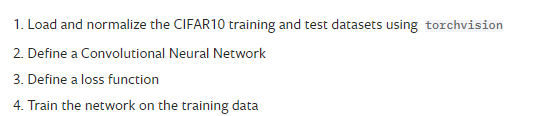 1. Load and normalize the CIFAR10 training and test datasets using torchvision
2. Define a Convolutional Neural Network
3. Define a loss function
4. Train the network on the training data